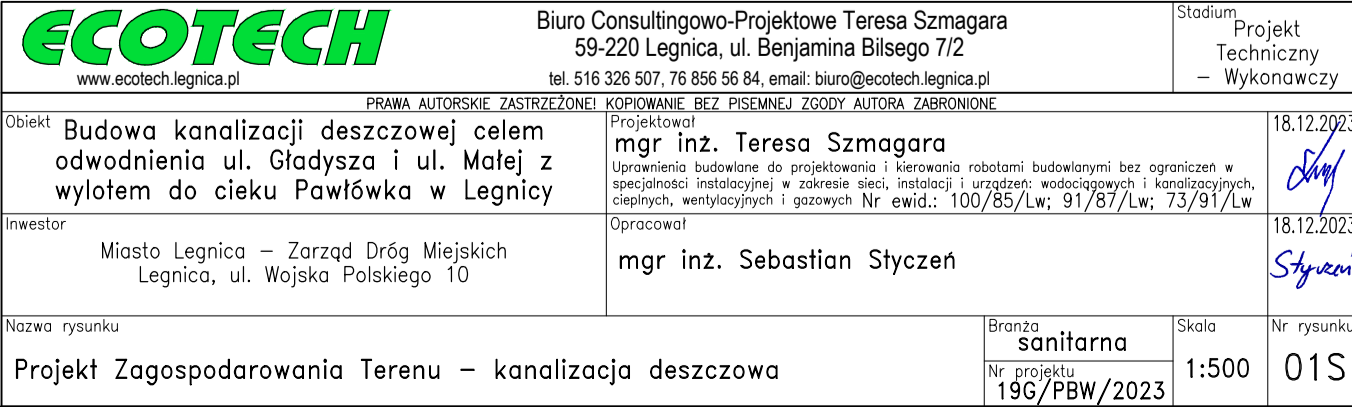 ECOTECH
www.ecotech.legnica.pl
Biuro Consultingowo-Projektowe Teresa Szmagara
59-220 Legnica, ul. Benjamina Bilsego 7/2
tel. 516 326 507, 76 856 56 84, email: biuro@ecotech.legnica.pl
Stadium
Projekt
Techniczny
– Wykonawczy
PRAWA AUTORSKIE ZASTRZEŻONE! KOPIOWANIE BEZ PISEMNEJ ZGODY AUTORA ZABRONIONE
Obiekt
Budowa kanalizacji deszczowej celem
odwodnienia ul. Gładysza i ul. Małej z
wylotem do cieku Pawłówka w Legnicy
Projektował
mgr inż. Teresa Szmagara
Uprawnienia budowlane do projektowania i kierowania robotami budowlanymi bez ograniczeń w
specjalności instalacyjnej w zakresie sieci, instalacji i urządzeń: wodociągowych i kanalizacyjnych,
cieplnych, wentylacyjnych i gazowych Nr ewid.: 100/85/Lw; 91/87/Lw; 73/91/Lw
18.12.2023
Inwestor
Miasto Legnica – Zarząd Dróg Miejskich
Legnica, ul. Wojska Polskiego 10
Opracował
mgr inż. Sebastian Styczeń
18.12.2023
Styczeń
Nazwa rysunku
Projekt Zagospodarowania Terenu – kanalizacja deszczowa
Branża
sanitarna
Nr projektu
19G/PBW/2023
Skala
1:500
Nr rysunku
01S